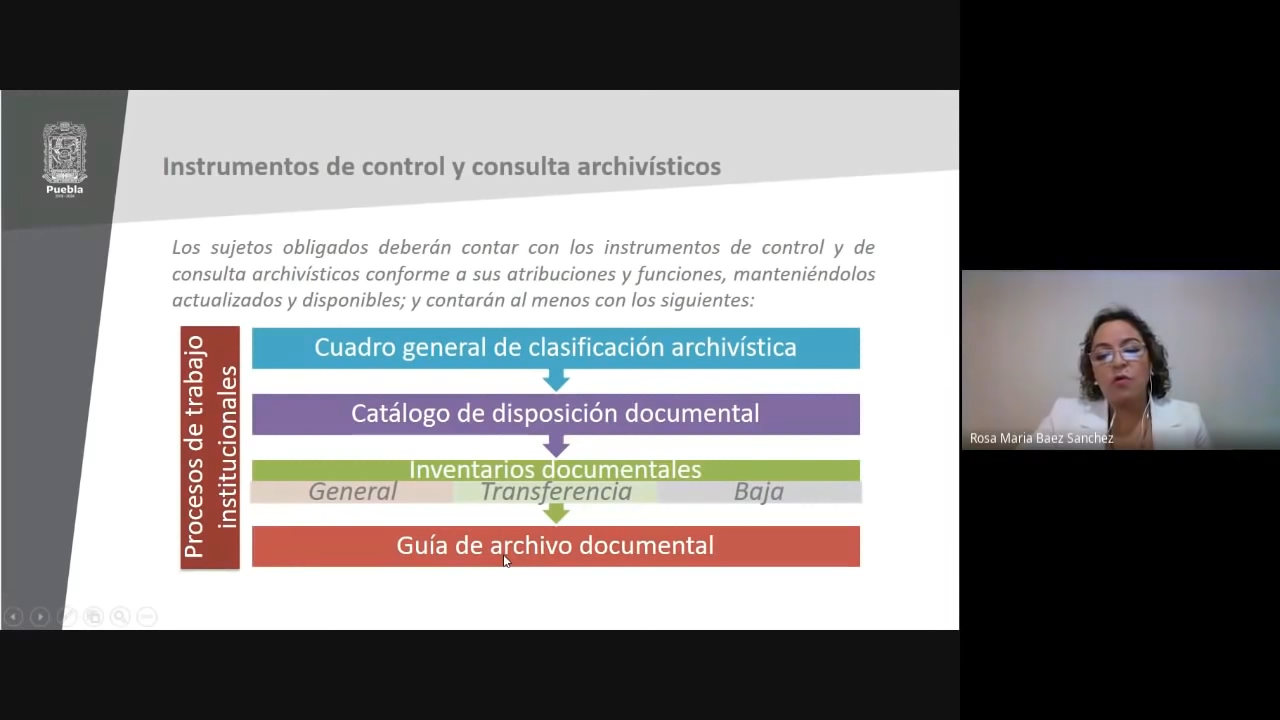 Puebla
Instrumentos de control y consulta archivísticos
Los sujetos obligados deberán contar con los instrumentos de control y de
consulta archivísticos conforme a sus atribuciones y funciones, manteniéndolos
actualizados y disponibles; y contarán al menos con los siguientes:
Procesos de trabajo
institucionales
Cuadro general de clasificación archivística
Catálogo de disposición documental
Inventarios documentales
General Transferencia Baja
Guía de archivo documental
Rosa Maria Baez Sanchez